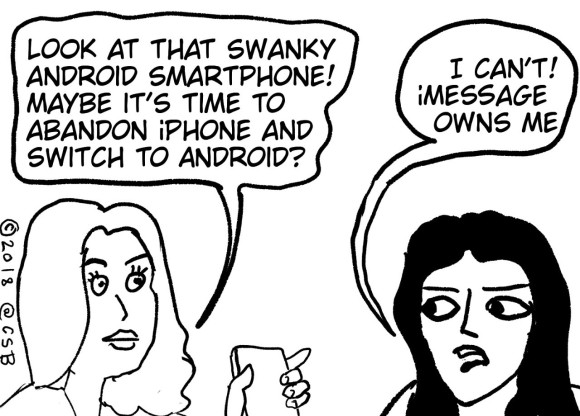 LOOK AT THAT SWANKY
ANDROID SMARTPHONE!
MAYBE IT'S TIME TO
ABANDON iPHONE AND
SWITCH TO ANDROID?
I CAN'T!
iMESSAGE
OWNS ME
©2018 @GSB